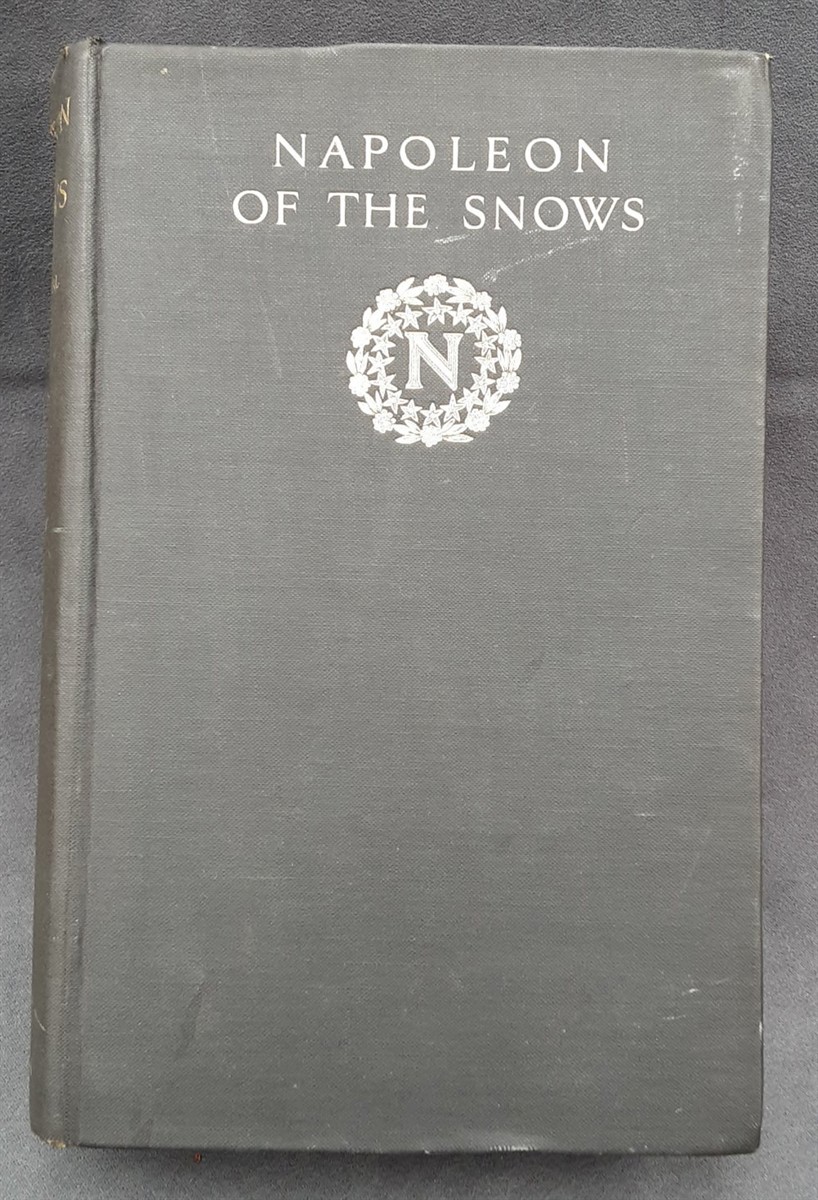 NAPOLEON
OF THE SNOWS
N